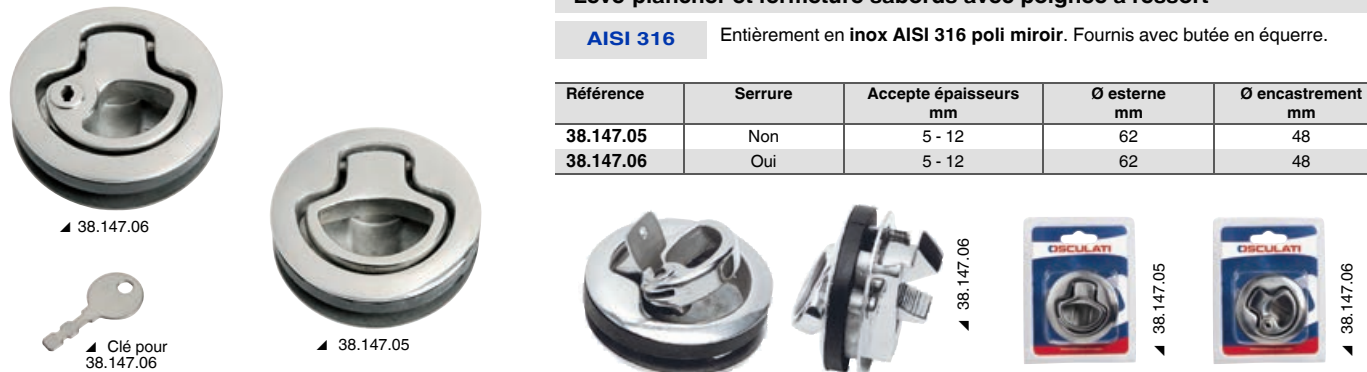 Lève-plancher et fermeture sabords avec poignée à ressort
AISI 316
Entièrement en inox AISI 316 poli miroir. Fournis avec butée en équerre.
Référence Serrure Accepte épaisseurs mm Ø esterne mm Ø encastrement mm
38.147.05 Non 5 - 12 62 48
38.147.06 Oui 5 - 12 62 48
38.147.06
38.147.05
Clé pour
38.147.06
38.147.06
OSCULATI
38.147.05
OSCULATI
38.147.06